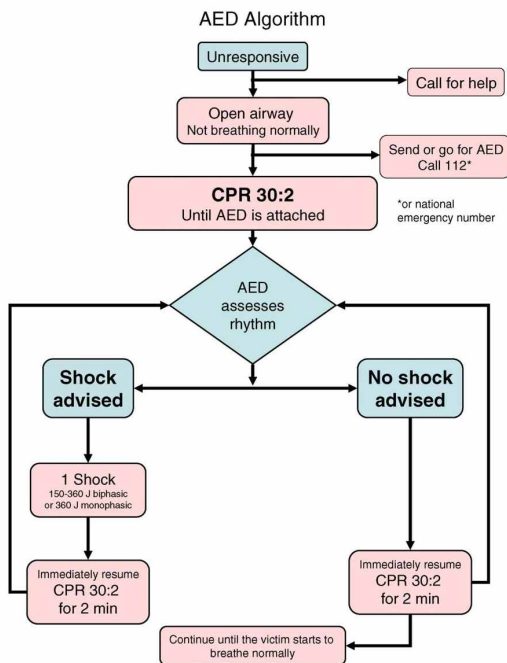 AED Algorithm
Unresponsive
Call for help
Open airway
Not breathing normally
Send or go for AED
Call 112*
CPR 30:2
Until AED is attached
*or national
emergency number
AED
assesses
rhythm
Shock
advised
No shock
advised
1 Shock
150-360 J biphasic
or 360 J monophasic
Immediately resume
CPR 30:2
for 2 min
Immediately resume
CPR 30:2
for 2 min
Continue until the victim starts to
breathe normally